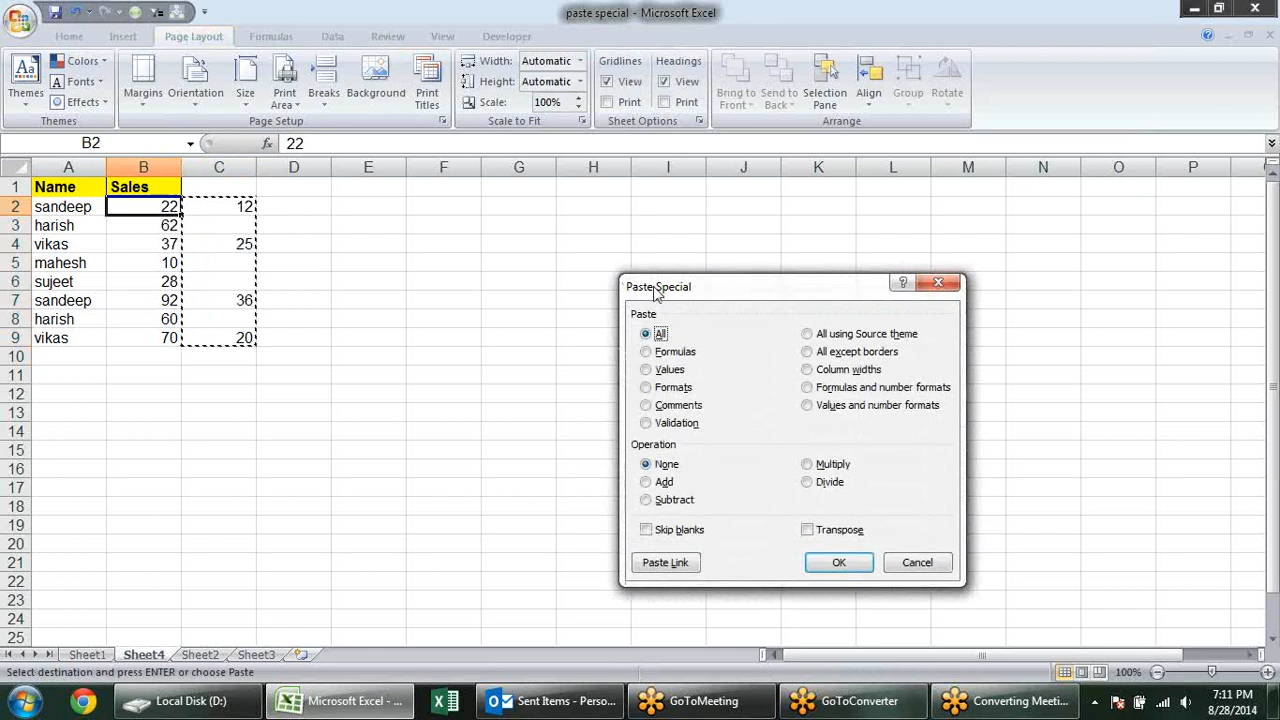 paste special - Microsoft Excel
Home Insert Page Layout Formulas Data Review View Developer
Themes
Colors
Fonts
Effects
Themes
Margins
Orientation
Size
Print Area
Breaks
Background
Print Titles
Page Setup
Width: Automatic
Height: Automatic
Scale: 100%
Scale to Fit
Gridlines
View
Print
Headings
View
Print
Sheet Options
Bring to Front
Send to Back
Selection Pane
Align
Group
Rotate
Arrange
B2 fx 22
A B C D E F G H I J K L M N O P
1 Name Sales
2 sandeep 22 12
3 harish 62
4 vikas 37 25
5 mahesh 10
6 sujeet 28
7 sandeep 92 36
8 harish 60
9 vikas 70 20
10
11
12
13
14
15
16
17
18
19
20
21
22
23
24
25
Paste Special
Paste
All
Formulas
Values
Formats
Comments
Validation
All using Source theme
All except borders
Column widths
Formulas and number formats
Values and number formats
Operation
None
Add
Subtract
Multiply
Divide
Skip blanks
Transpose
Paste Link
OK
Cancel
Sheet1 Sheet4 Sheet2 Sheet3
Select destination and press ENTER or choose Paste
100%
Local Disk (D:)
Microsoft Excel - ...
Sent Items - Perso...
GoToMeeting
GoToConverter
Converting Meeti...
7:11 PM
8/28/2014